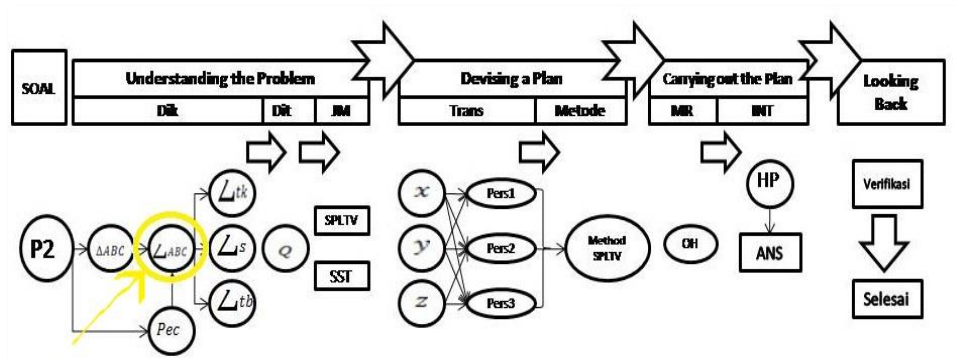 SOAL
Understanding the Problem
Dik Dit JM
Devising a Plan
Trans Metode
Carrying out the Plan
MR INT
Looking
Back
P2
ΔABC
∠ABC
Pec
∠tk
∠s
∠tb
Q
SPLTV
SST
x
y
z
Pers1
Pers2
Pers3
Method
SPLTV
OH
HP
ANS
Verifikasi
Selesai